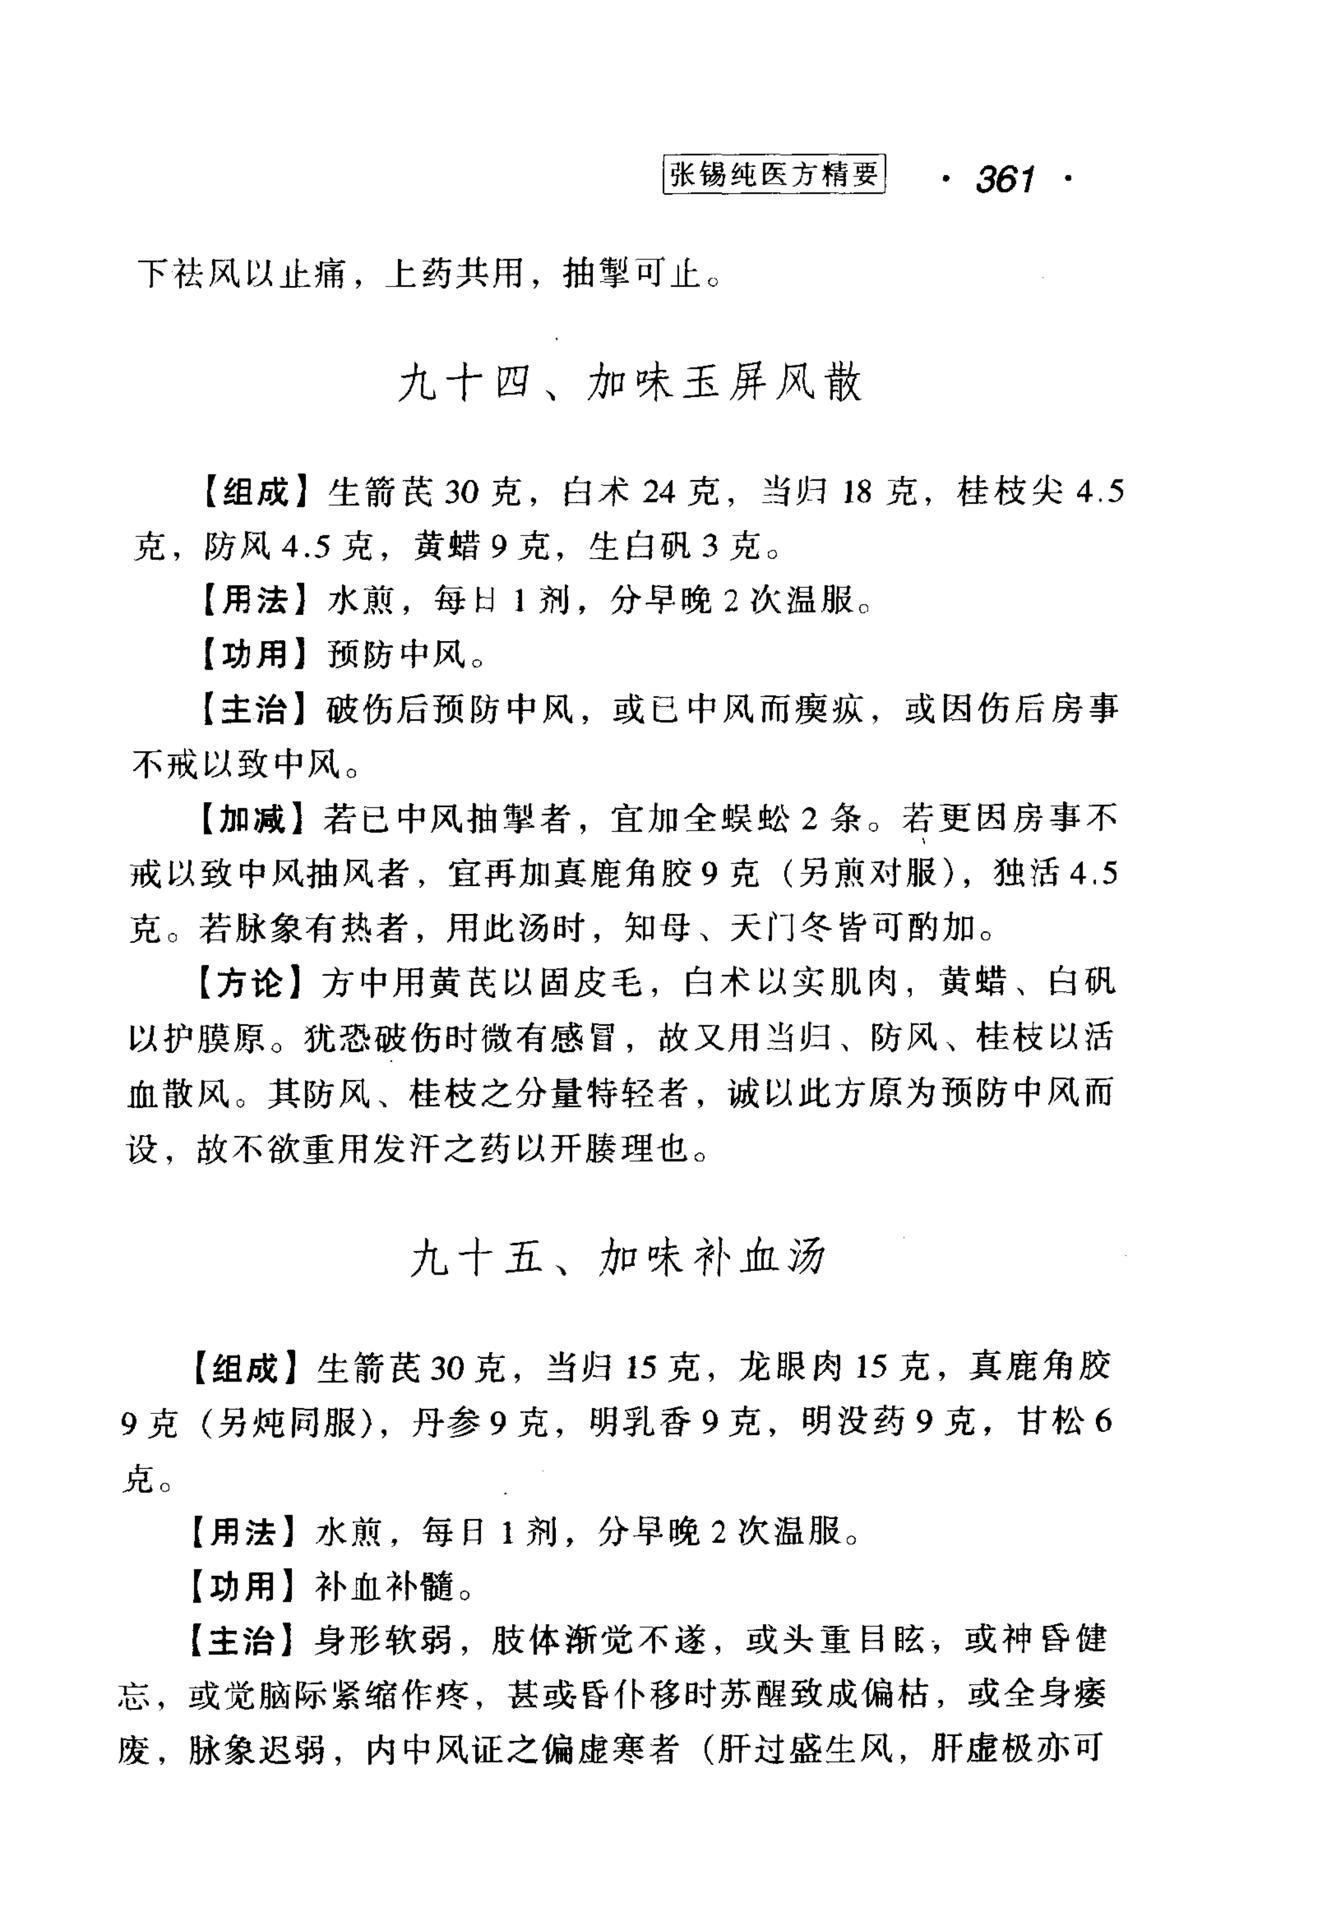 张锡纯医方精要 · 361 ·
下祛风以止痛，上药共用，抽掣可止。
九十四、加味玉屏风散
【组成】生箭芪 30 克，白术 24 克，当归 18 克，桂枝尖 4.5
克，防风 4.5 克，黄蜡 9 克，生白矾 3 克。
【用法】水煎，每日 1 剂，分早晚 2 次温服。
【功用】预防中风。
【主治】破伤后预防中风，或已中风而瘈疭，或因伤后房事
不戒以致中风。
【加减】若已中风抽掣者，宜加全蜈蚣 2 条。若更因房事不
戒以致中风抽风者，宜再加真鹿角胶 9 克（另煎对服），独活 4.5
克。若脉象有热者，用此汤时，知母、天门冬皆可酌加。
【方论】方中用黄芪以固皮毛，白术以实肌肉，黄蜡、白矾
以护膜原。犹恐破伤时微有感冒，故又用当归、防风、桂枝以活
血散风。其防风、桂枝之分量特轻者，诚以此方原为预防中风而
设，故不欲重用发汗之药以开腠理也。
九十五、加味补血汤
【组成】生箭芪 30 克，当归 15 克，龙眼肉 15 克，真鹿角胶
9 克（另炖同服），丹参 9 克，明乳香 9 克，明没药 9 克，甘松 6
克。
【用法】水煎，每日 1 剂，分早晚 2 次温服。
【功用】补血补髓。
【主治】身形软弱，肢体渐觉不遂，或头重目眩，或神昏健
忘，或觉脑际紧缩作疼，甚或昏仆移时苏醒致成偏枯，或全身痿
废，脉象迟弱，内中风证之偏虚寒者（肝过盛生风，肝虚极亦可